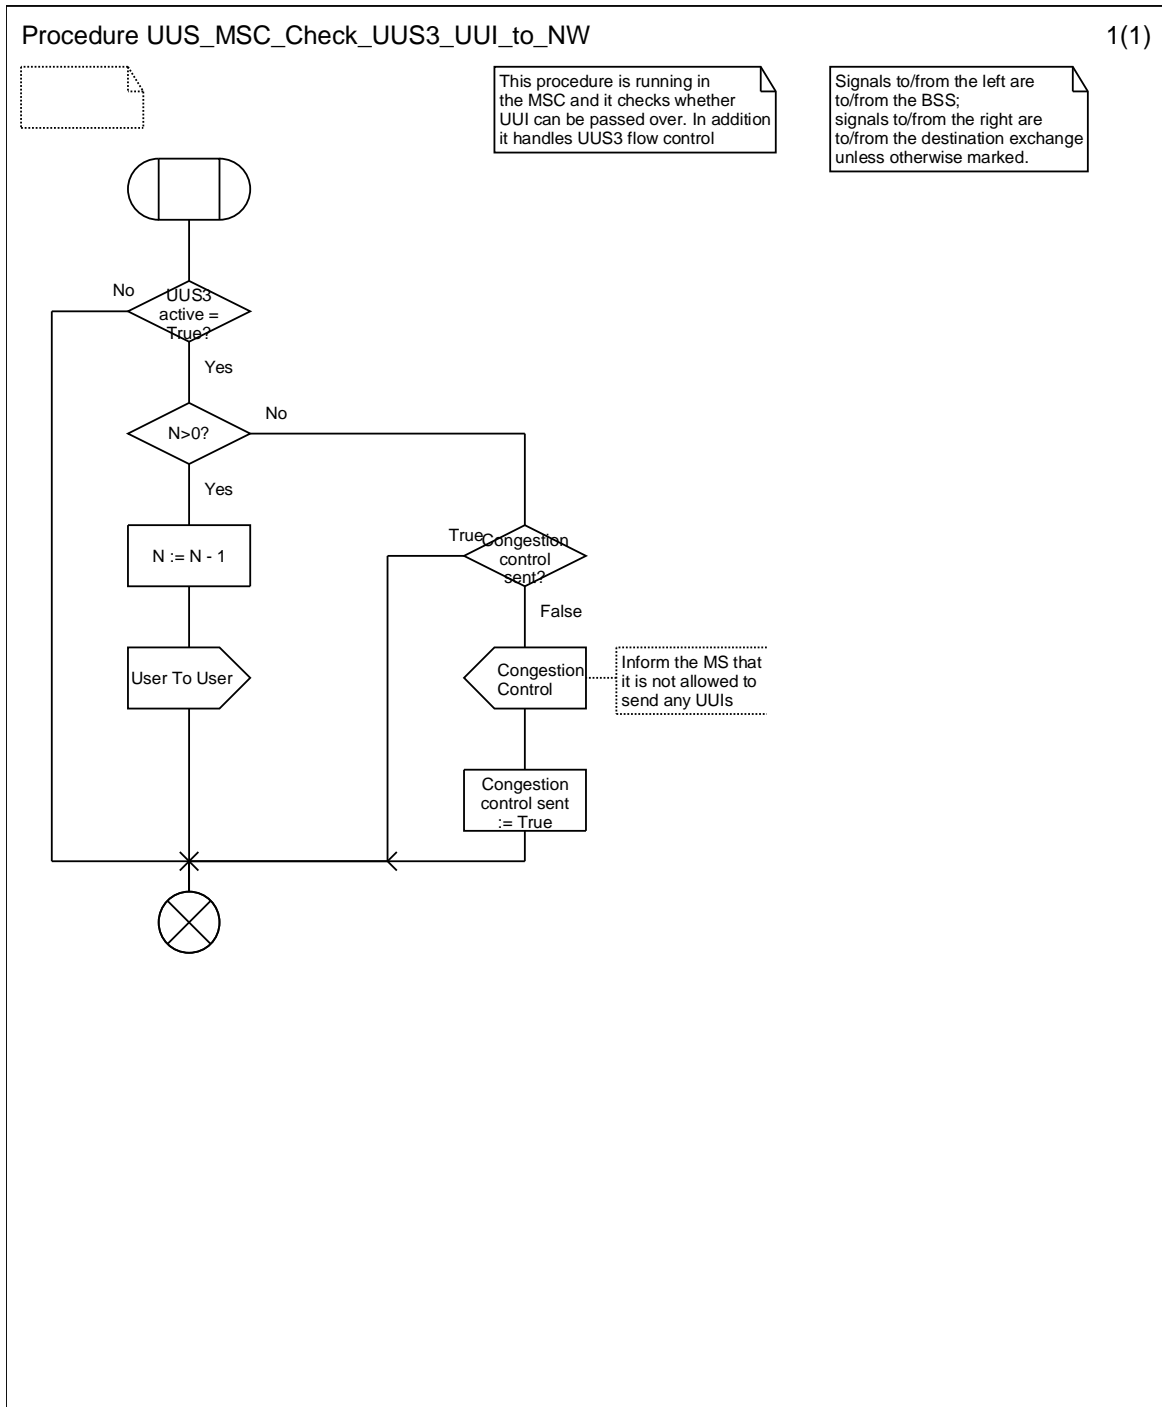 Procedure UUS_MSC_Check_UUS3_UUI_to_NW
1(1)
This procedure is running in
the MSC and it checks whether
UUI can be passed over. In addition
it handles UUS3 flow control
Signals to/from the left are
to/from the BSS;
signals to/from the right are
to/from the destination exchange
unless otherwise marked.
No
UUS3
active =
True?
Yes
No
N>0?
Yes
N := N - 1
True
Congestion
control
sent?
False
User To User
Congestion
Control
Inform the MS that
it is not allowed to
send any UUIs
Congestion
control sent
:= True